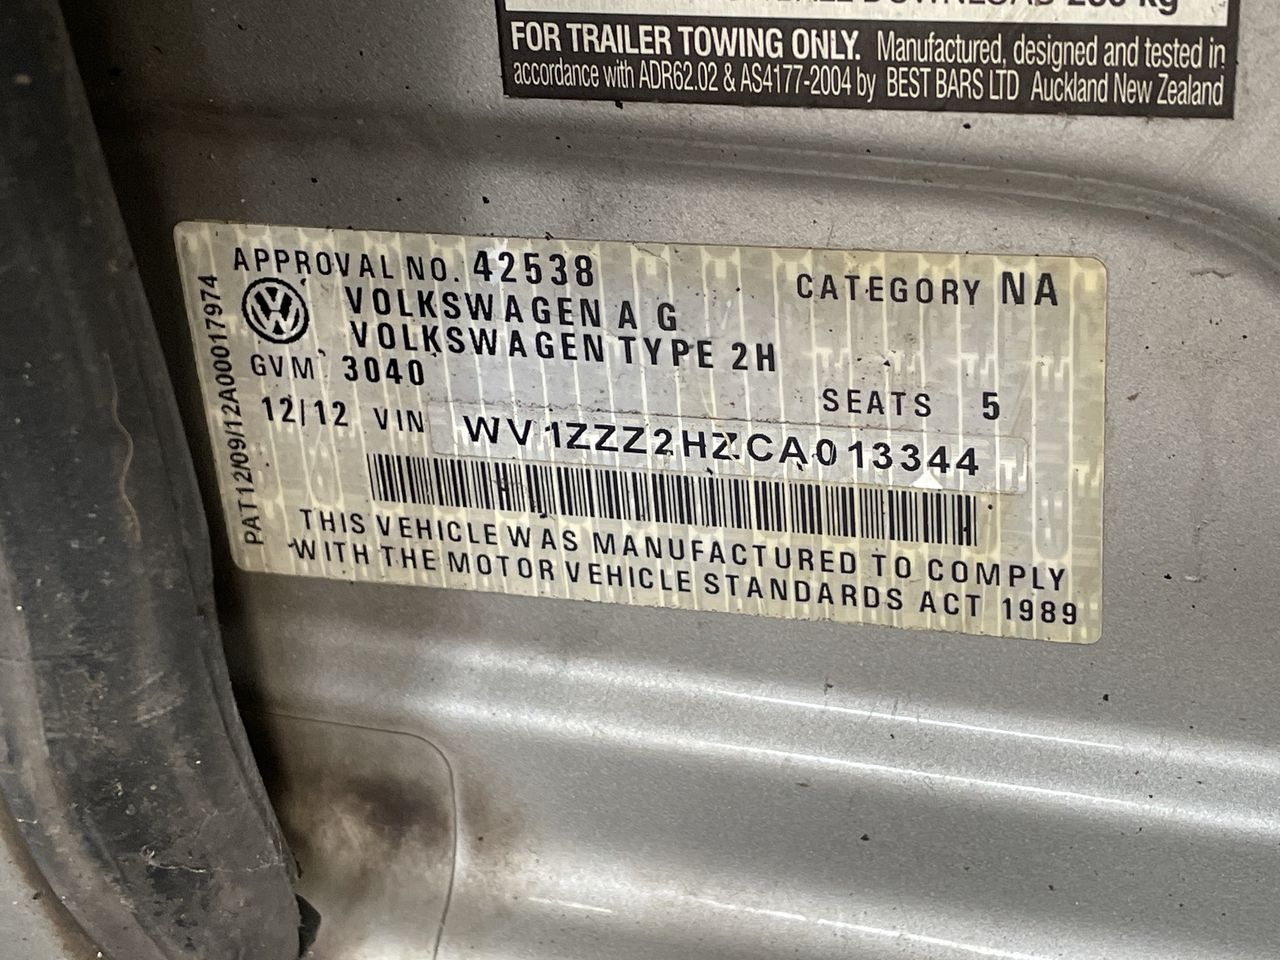 FOR TRAILER TOWING ONLY. Manufactured, designed and tested in
accordance with ADR62.02 & AS4177-2004 by BEST BARS LTD Auckland New Zealand
APPROVAL NO. 42538
CATEGORY NA
VOLKSWAGEN A G
VOLKSWAGEN TYPE 2H
GVM 3040
SEATS 5
12/12 VIN WV1ZZZ2HZCA013344
THIS VEHICLE WAS MANUFACTURED TO COMPLY
WITH THE MOTOR VEHICLE STANDARDS ACT 1989
PAT12/09/12A00017974